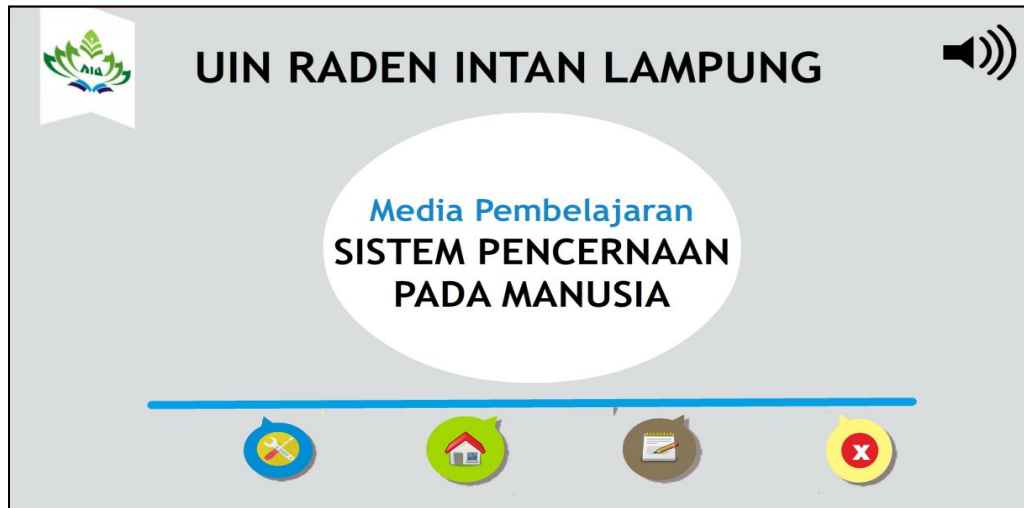 UIN RADEN INTAN LAMPUNG
Media Pembelajaran
SISTEM PENCERNAAN
PADA MANUSIA
X